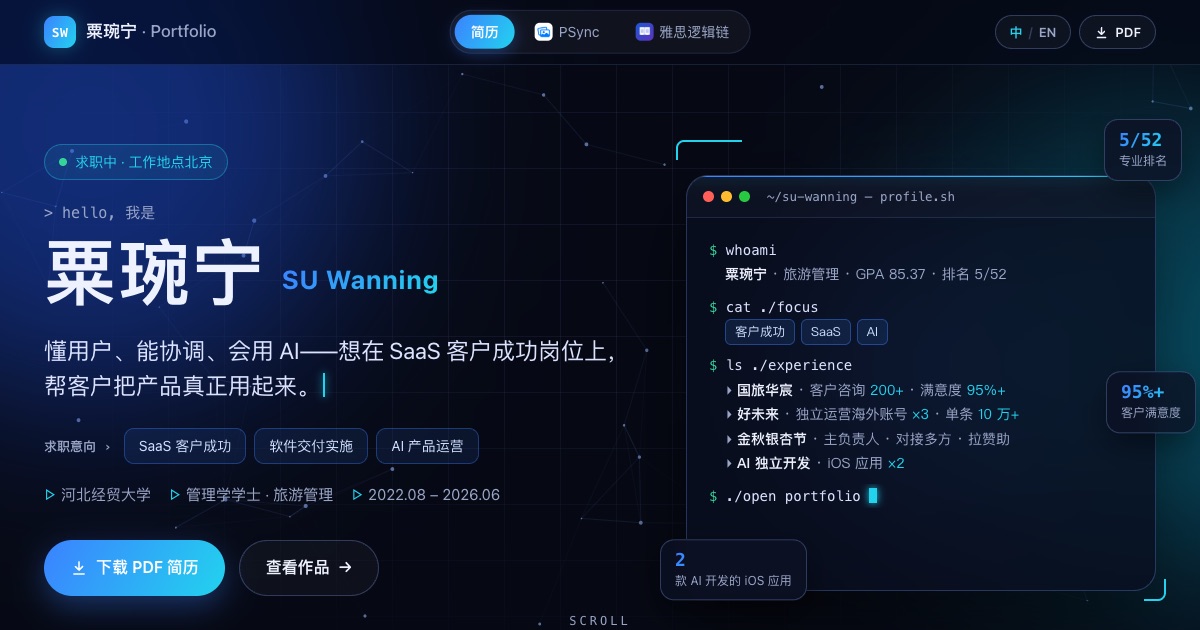 SW 粟琬宁 · Portfolio
简历 PSync 雅思逻辑链
中 / EN PDF
求职中 · 工作地点北京
> hello, 我是
粟琬宁 SU Wanning
懂用户、能协调、会用 AI——想在 SaaS 客户成功岗位上，
帮客户把产品真正用起来。
求职意向 › SaaS 客户成功 软件交付实施 AI 产品运营
河北经贸大学 管理学学士 · 旅游管理 2022.08 – 2026.06
下载 PDF 简历 查看作品 →
5/52
专业排名
~/su-wanning — profile.sh
$ whoami
粟琬宁 · 旅游管理 · GPA 85.37 · 排名 5/52
$ cat ./focus
客户成功 SaaS AI
$ ls ./experience
国旅华宸 · 客户咨询 200+ · 满意度 95%+
好未来 · 独立运营海外账号 ×3 · 单条 10 万+
金秋银杏节 · 主负责人 · 对接多方 · 拉赞助
AI 独立开发 · iOS 应用 ×2
$ ./open portfolio
95%+
客户满意度
2
款 AI 开发的 iOS 应用
SCROLL